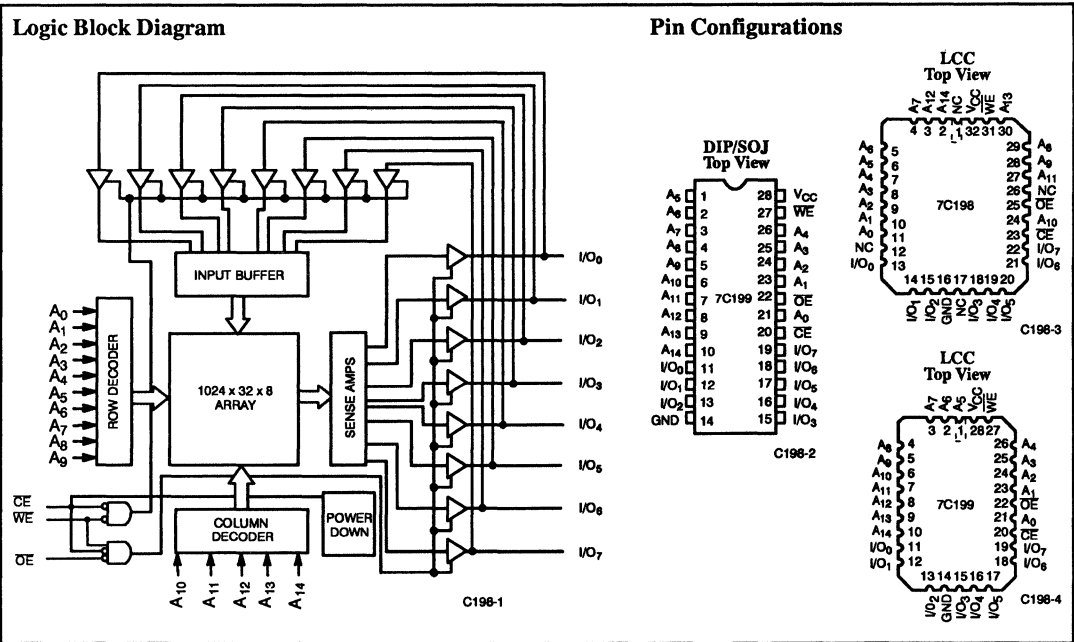 Logic Block Diagram
INPUT BUFFER
A0
A1
A2
A3
A4
A5
A6
A7
A8
A9
ROW DECODER
1024 x 32 x 8
ARRAY
SENSE AMPS
I/O0
I/O1
I/O2
I/O3
I/O4
I/O5
I/O6
I/O7
CE
WE
OE
COLUMN
DECODER
POWER
DOWN
A10
A11
A12
A13
A14
C198-1
Pin Configurations
DIP/SOJ
Top View
A5 1 28 VCC
A6 2 27 WE
A7 3 26 A4
A8 4 25 A3
A9 5 24 A2
A10 6 23 A1
A11 7 7C199 22 OE
A12 8 21 A0
A13 9 20 CE
A14 10 19 I/O7
I/O0 11 18 I/O6
I/O1 12 17 I/O5
I/O2 13 16 I/O4
GND 14 15 I/O3
C198-2
LCC
Top View
A7 A12 A14 NC VCC WE A13
4 3 2 1 32 31 30
A6 5 29 A8
A5 6 28 A9
A4 7 27 A11
A3 8 26 NC
A2 9 7C198 25 OE
A1 10 24 A10
A0 11 23 CE
NC 12 22 I/O7
I/O0 13 21 I/O6
14 15 16 17 18 19 20
I/O1 I/O2 GND NC I/O3 I/O4 I/O5
C198-3
LCC
Top View
A7 A6 A5 VCC WE
3 2 1 28 27
A8 4 26 A4
A9 5 25 A3
A10 6 24 A2
A11 7 23 A1
A12 8 7C199 22 OE
A13 9 21 A0
A14 10 20 CE
I/O0 11 19 I/O7
I/O1 12 18 I/O6
13 14 15 16 17
I/O2 GND I/O3 I/O4 I/O5
C198-4